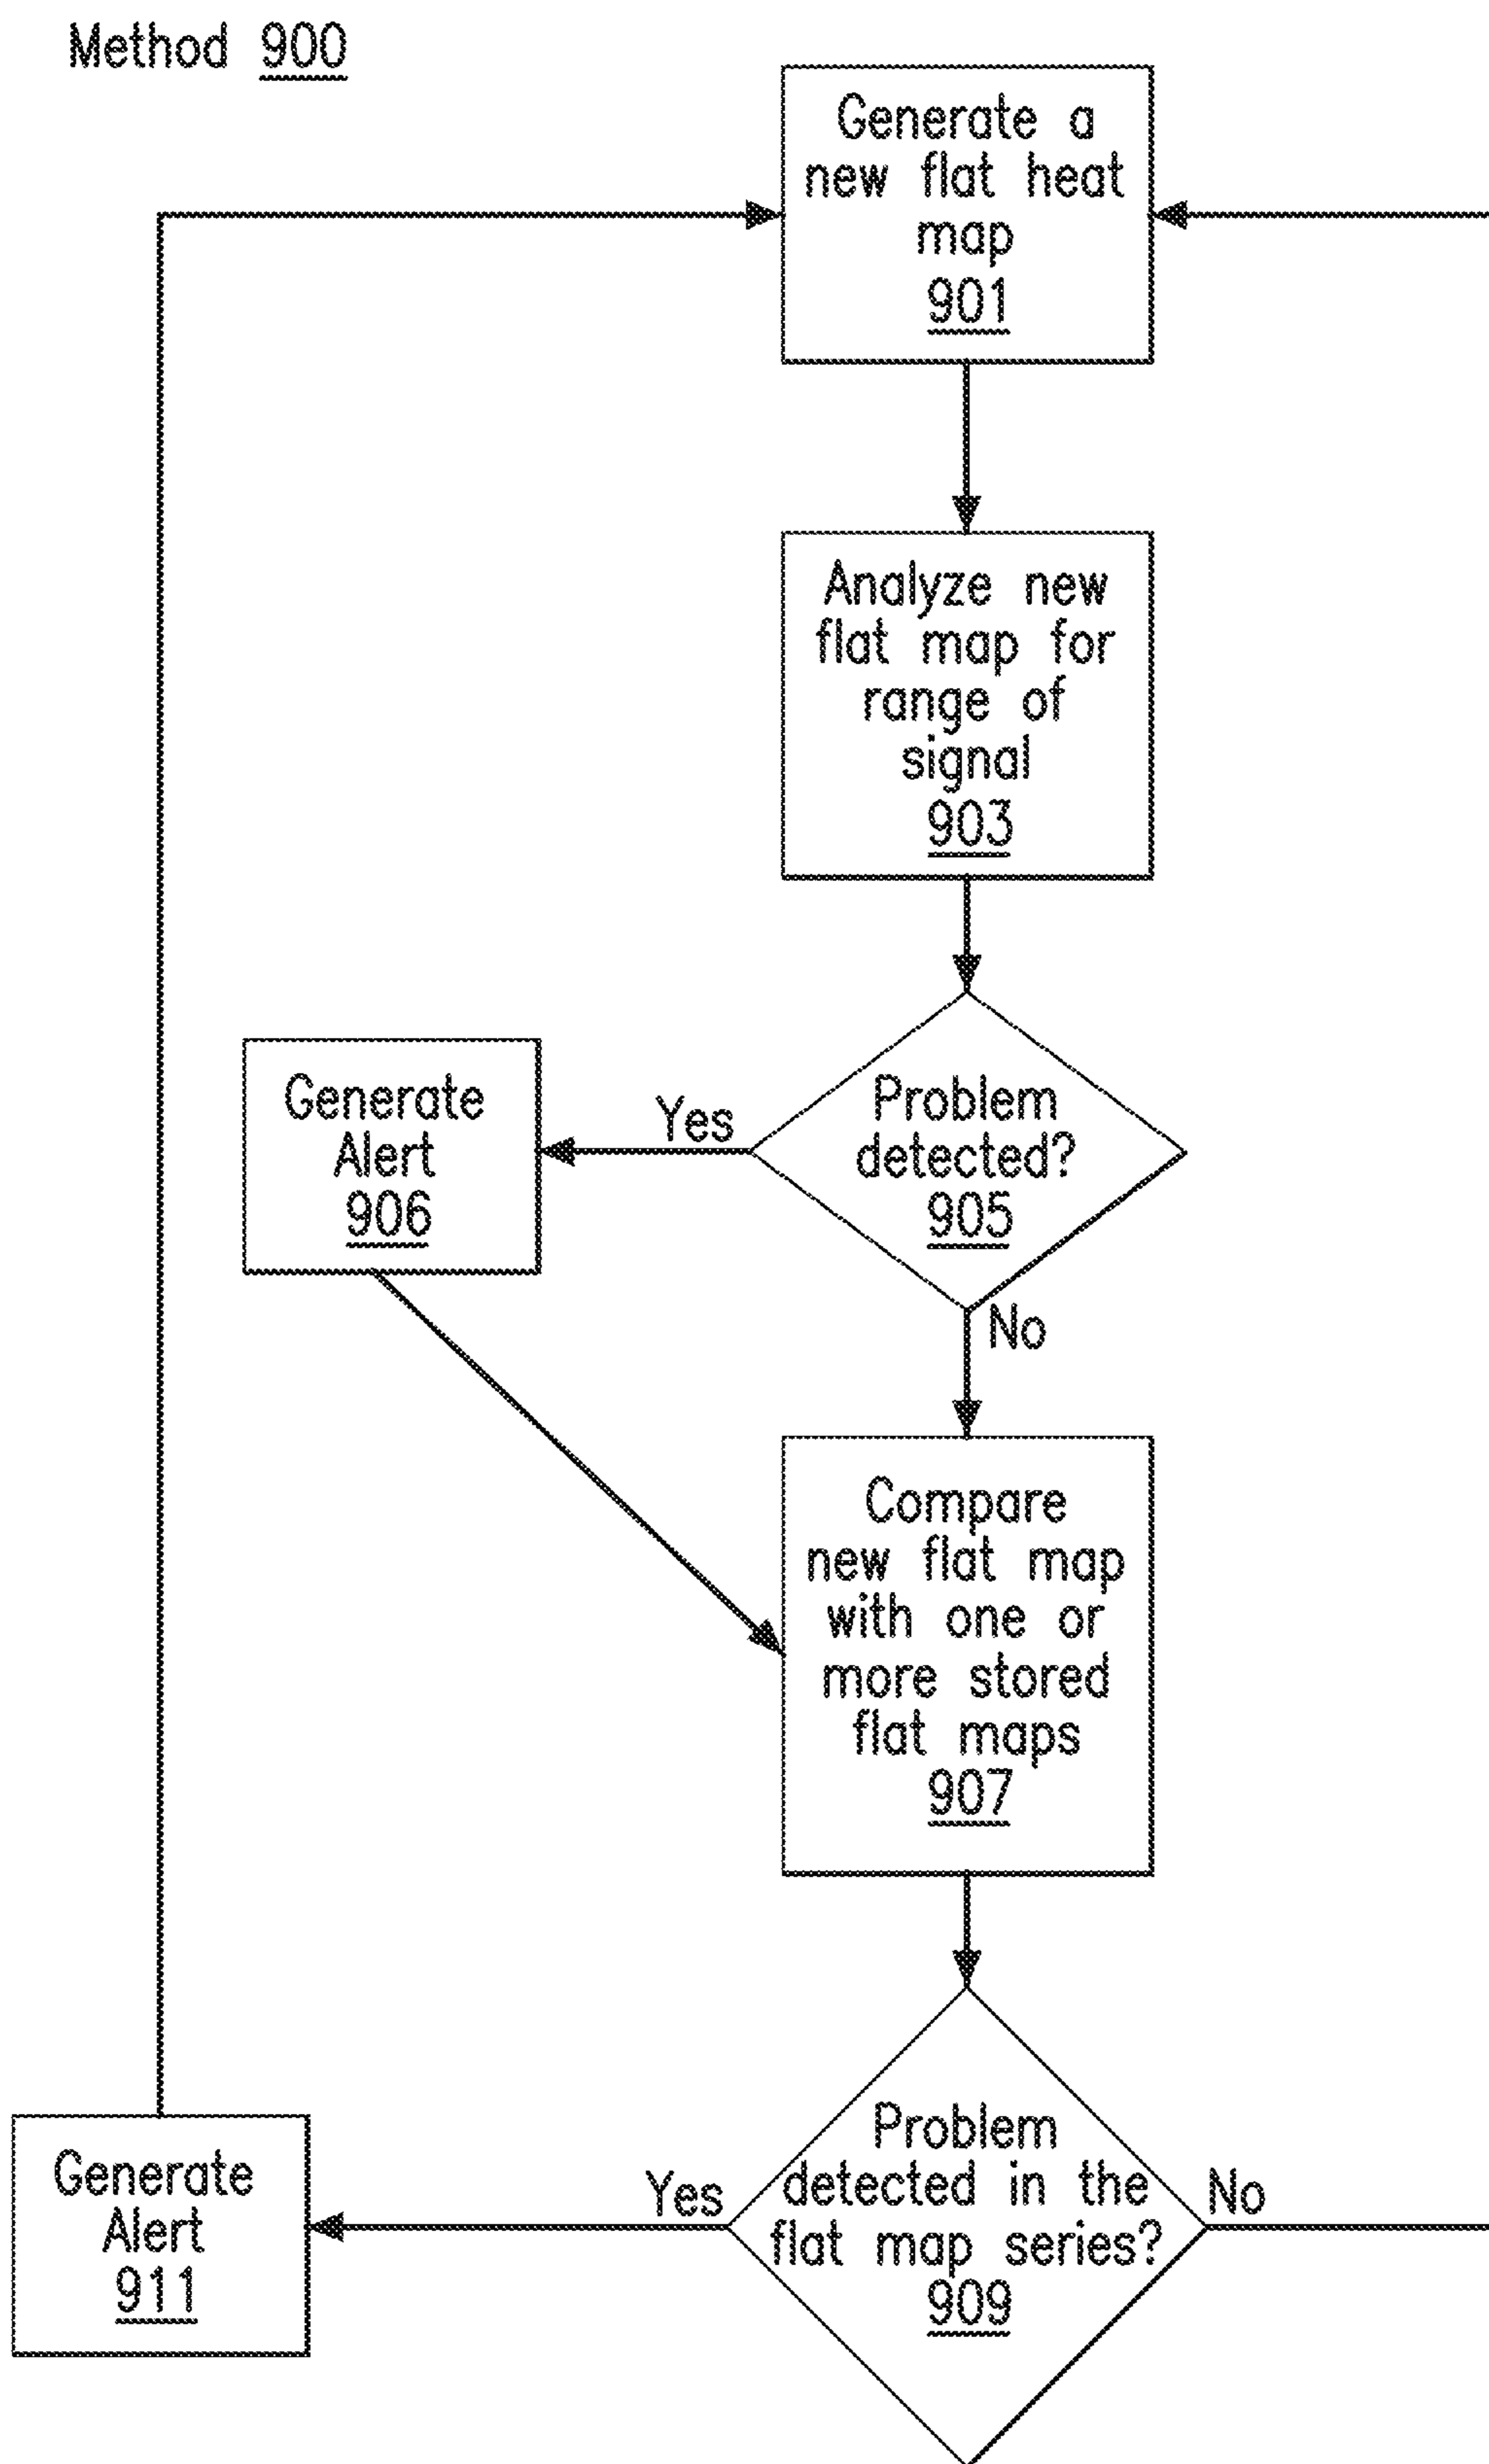 Method 900
Generate a
new flat heat
map
901
Analyze new
flat map for
range of
signal
903
Problem
detected?
905
Yes
No
Generate
Alert
906
Compare
new flat map
with one or
more stored
flat maps
907
Problem
detected in the
flat map series?
909
Yes
No
Generate
Alert
911